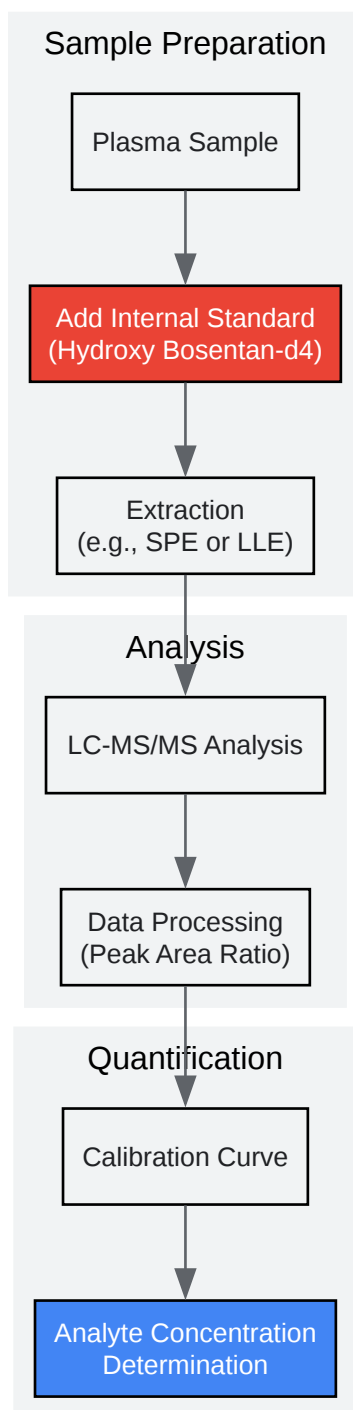 Sample Preparation
Plasma Sample
Add Internal Standard
(Hydroxy Bosentan-d4)
Extraction
(e.g., SPE or LLE)
Analysis
LC-MS/MS Analysis
Data Processing
(Peak Area Ratio)
Quantification
Calibration Curve
Analyte Concentration
Determination